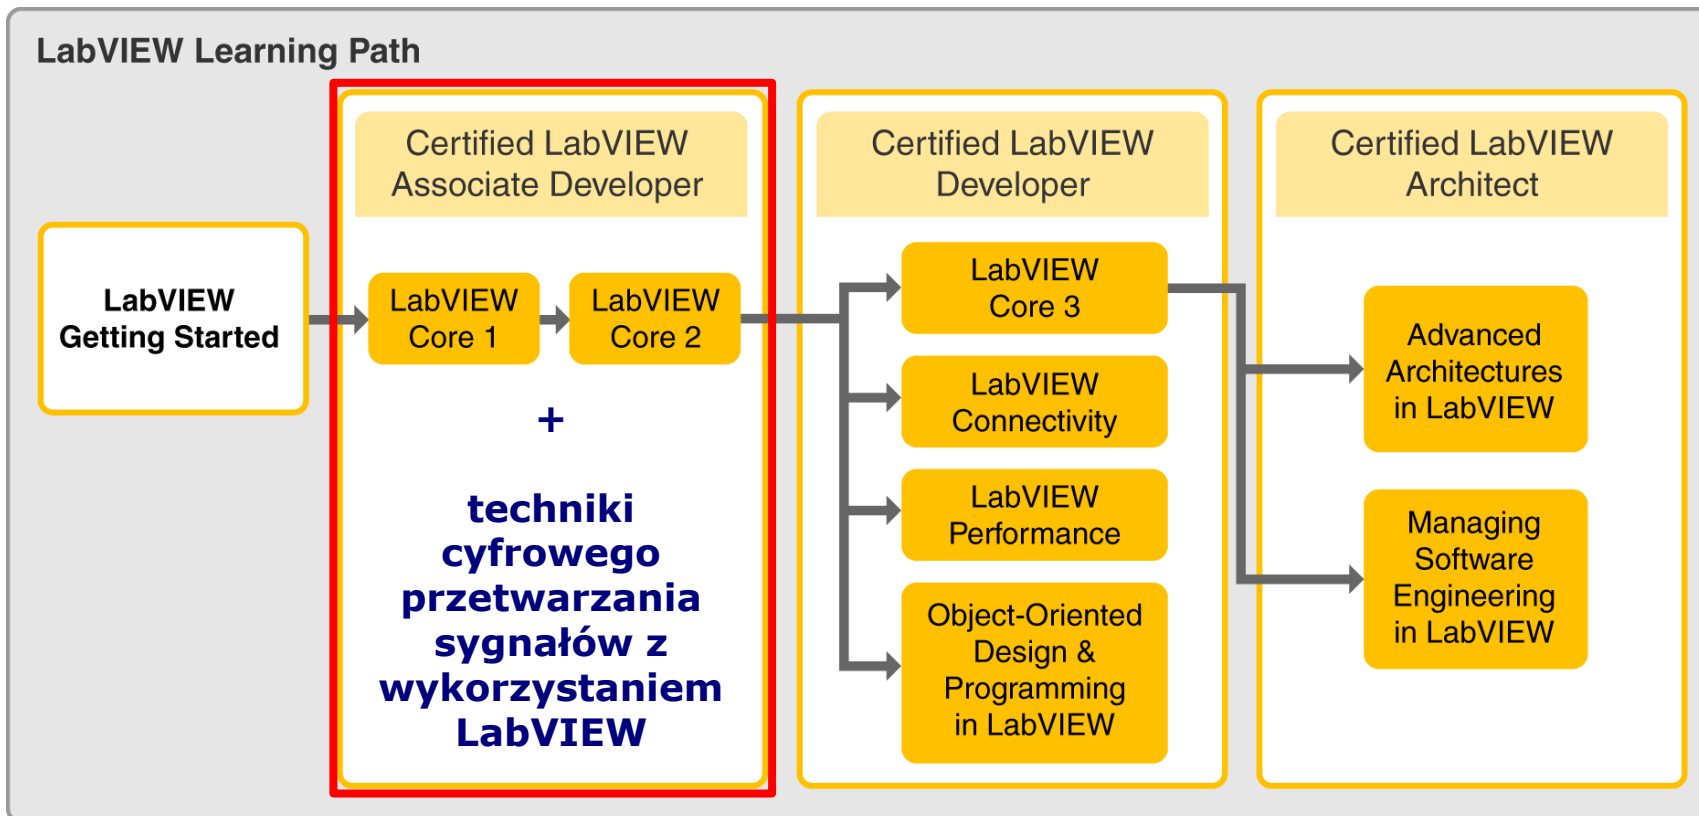 LabVIEW Learning Path
LabVIEW
Getting Started
Certified LabVIEW
Associate Developer
LabVIEW
Core 1
LabVIEW
Core 2
+
techniki
cyfrowego
przetwarzania
sygnałów z
wykorzystaniem
LabVIEW
Certified LabVIEW
Developer
LabVIEW
Core 3
LabVIEW
Connectivity
LabVIEW
Performance
Object-Oriented
Design &
Programming
in LabVIEW
Certified LabVIEW
Architect
Advanced
Architectures
in LabVIEW
Managing
Software
Engineering
in LabVIEW